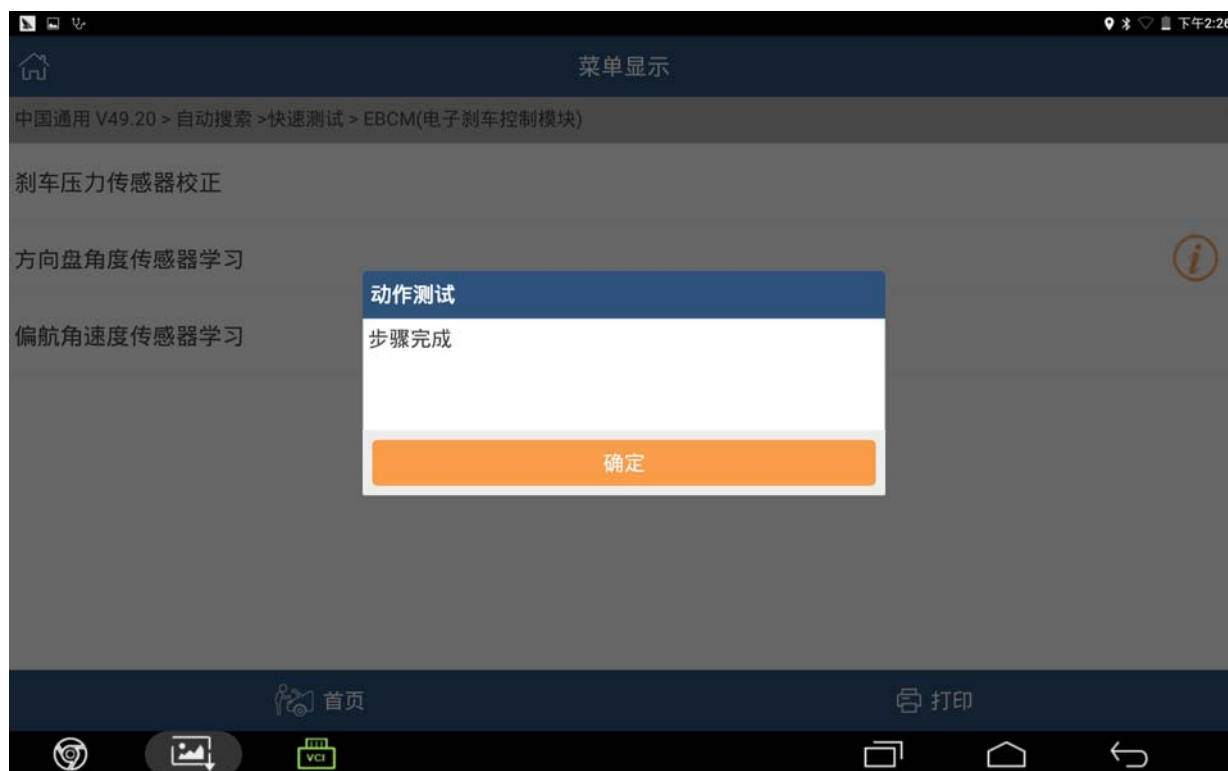 下午2:26
菜单显示
中国通用 V49.20 > 自动搜索 >快速测试 > EBCM(电子刹车控制模块)
刹车压力传感器校正
方向盘角度传感器学习
偏航角速度传感器学习
动作测试
步骤完成
确定
首页
打印
VCI